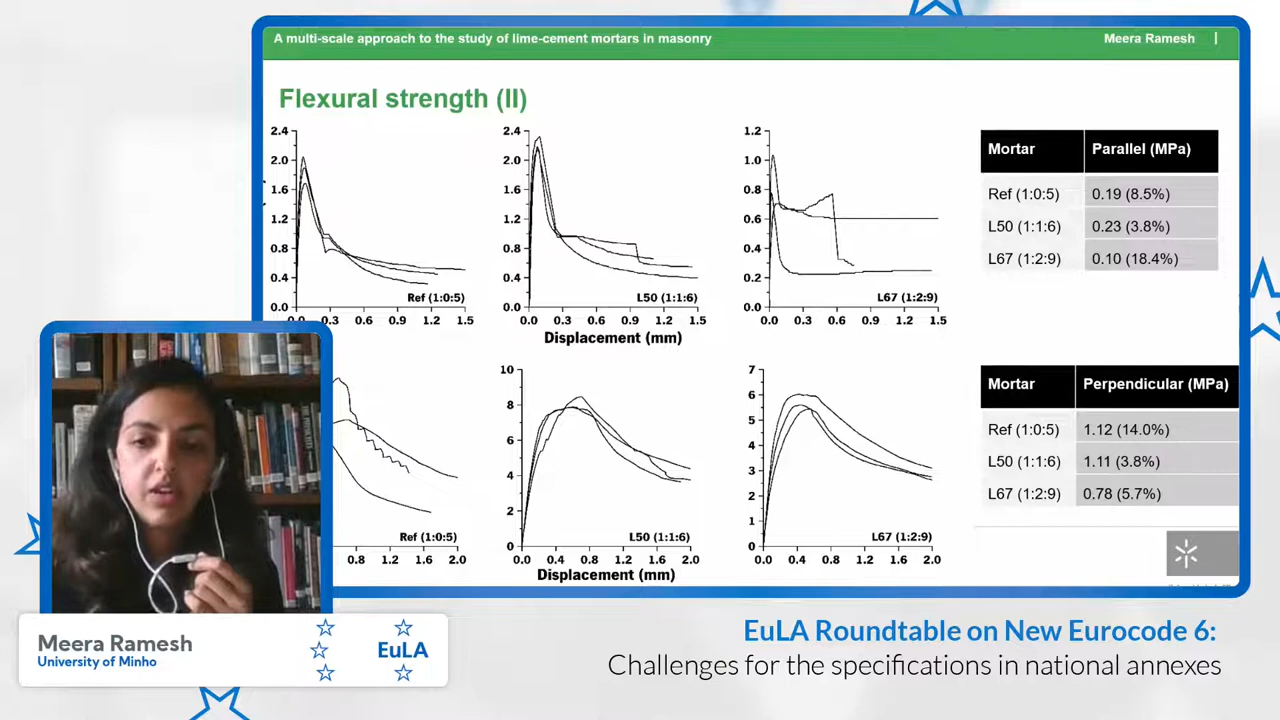 A multi-scale approach to the study of lime-cement mortars in masonry
Meera Ramesh |
Flexural strength (II)
2.4
2.0
1.6
1.2
0.8
0.4
0.0
0.3 0.6 0.9 1.2 1.5
Ref (1:0:5)
2.4
2.0
1.6
1.2
0.8
0.4
0.0
0.0 0.3 0.6 0.9 1.2 1.5
L50 (1:1:6)
Displacement (mm)
1.2
1.0
0.8
0.6
0.4
0.2
0.0
0.0 0.3 0.6 0.9 1.2 1.5
L67 (1:2:9)
Mortar Parallel (MPa)
Ref (1:0:5) 0.19 (8.5%)
L50 (1:1:6) 0.23 (3.8%)
L67 (1:2:9) 0.10 (18.4%)
Ref (1:0:5)
0.8 1.2 1.6 2.0
10
8
6
4
2
0
0.0 0.4 0.8 1.2 1.6 2.0
L50 (1:1:6)
Displacement (mm)
7
6
5
4
3
2
1
0
0.0 0.4 0.8 1.2 1.6 2.0
L67 (1:2:9)
Mortar Perpendicular (MPa)
Ref (1:0:5) 1.12 (14.0%)
L50 (1:1:6) 1.11 (3.8%)
L67 (1:2:9) 0.78 (5.7%)
Meera Ramesh
University of Minho
EuLA
EuLA Roundtable on New Eurocode 6:
Challenges for the specifications in national annexes